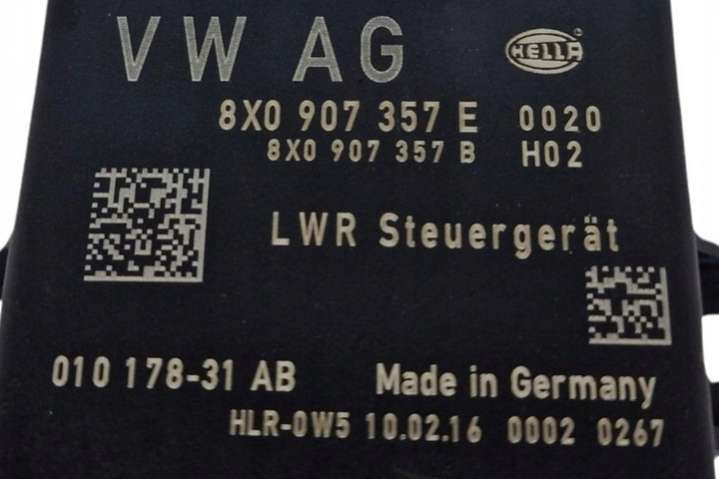 VW AG HELLA
8X0 907 357 E 0020
8X0 907 357 B H02
LWR Steuergerät
010 178-31 AB Made in Germany
HLR-0W5 10.02.16 0002 0267